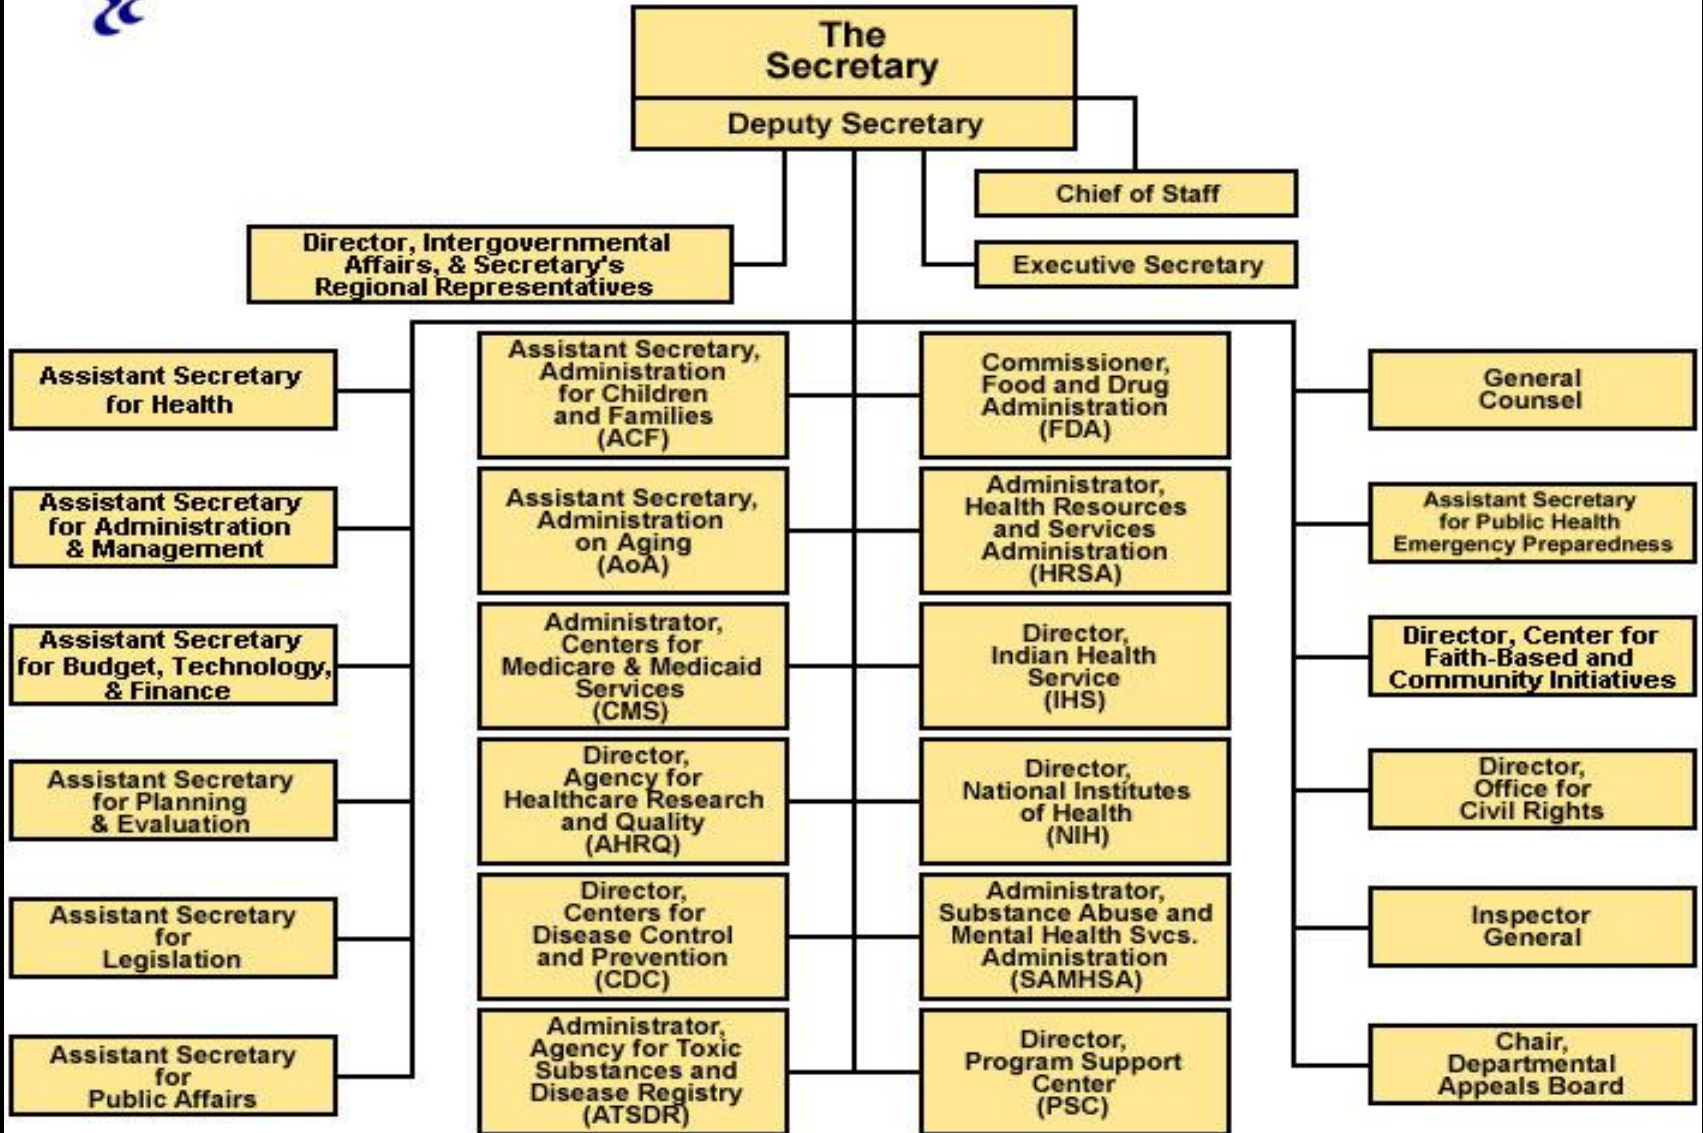 The
Secretary
Deputy Secretary
Chief of Staff
Director, Intergovernmental
Affairs, & Secretary's
Regional Representatives
Executive Secretary
Assistant Secretary
for Health
Assistant Secretary
for Administration
& Management
Assistant Secretary
for Budget, Technology,
& Finance
Assistant Secretary
for Planning
& Evaluation
Assistant Secretary
for
Legislation
Assistant Secretary
for
Public Affairs
Assistant Secretary,
Administration
for Children
and Families
(ACF)
Assistant Secretary,
Administration
on Aging
(AoA)
Administrator,
Centers for
Medicare & Medicaid
Services
(CMS)
Director,
Agency for
Healthcare Research
and Quality
(AHRQ)
Director,
Centers for
Disease Control
and Prevention
(CDC)
Administrator,
Agency for Toxic
Substances and
Disease Registry
(ATSDR)
Commissioner,
Food and Drug
Administration
(FDA)
Administrator,
Health Resources
and Services
Administration
(HRSA)
Director,
Indian Health
Service
(IHS)
Director,
National Institutes
of Health
(NIH)
Administrator,
Substance Abuse and
Mental Health Svcs.
Administration
(SAMHSA)
Director,
Program Support
Center
(PSC)
General
Counsel
Assistant Secretary
for Public Health
Emergency Preparedness
Director, Center for
Faith-Based and
Community Initiatives
Director,
Office for
Civil Rights
Inspector
General
Chair,
Departmental
Appeals Board